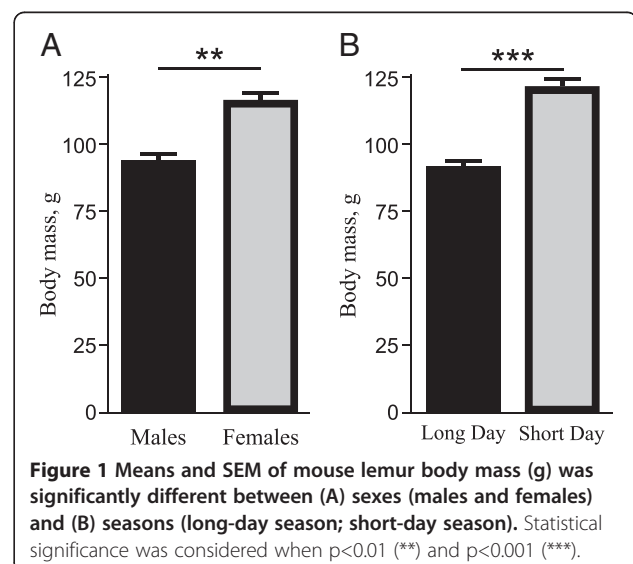 A
**
125
100
75
50
25
0
Body mass, g
Males Females
B
***
125
100
75
50
25
0
Body mass, g
Long Day Short Day
Figure 1 Means and SEM of mouse lemur body mass (g) was
significantly different between (A) sexes (males and females)
and (B) seasons (long-day season; short-day season). Statistical
significance was considered when p<0.01 (**) and p<0.001 (***).